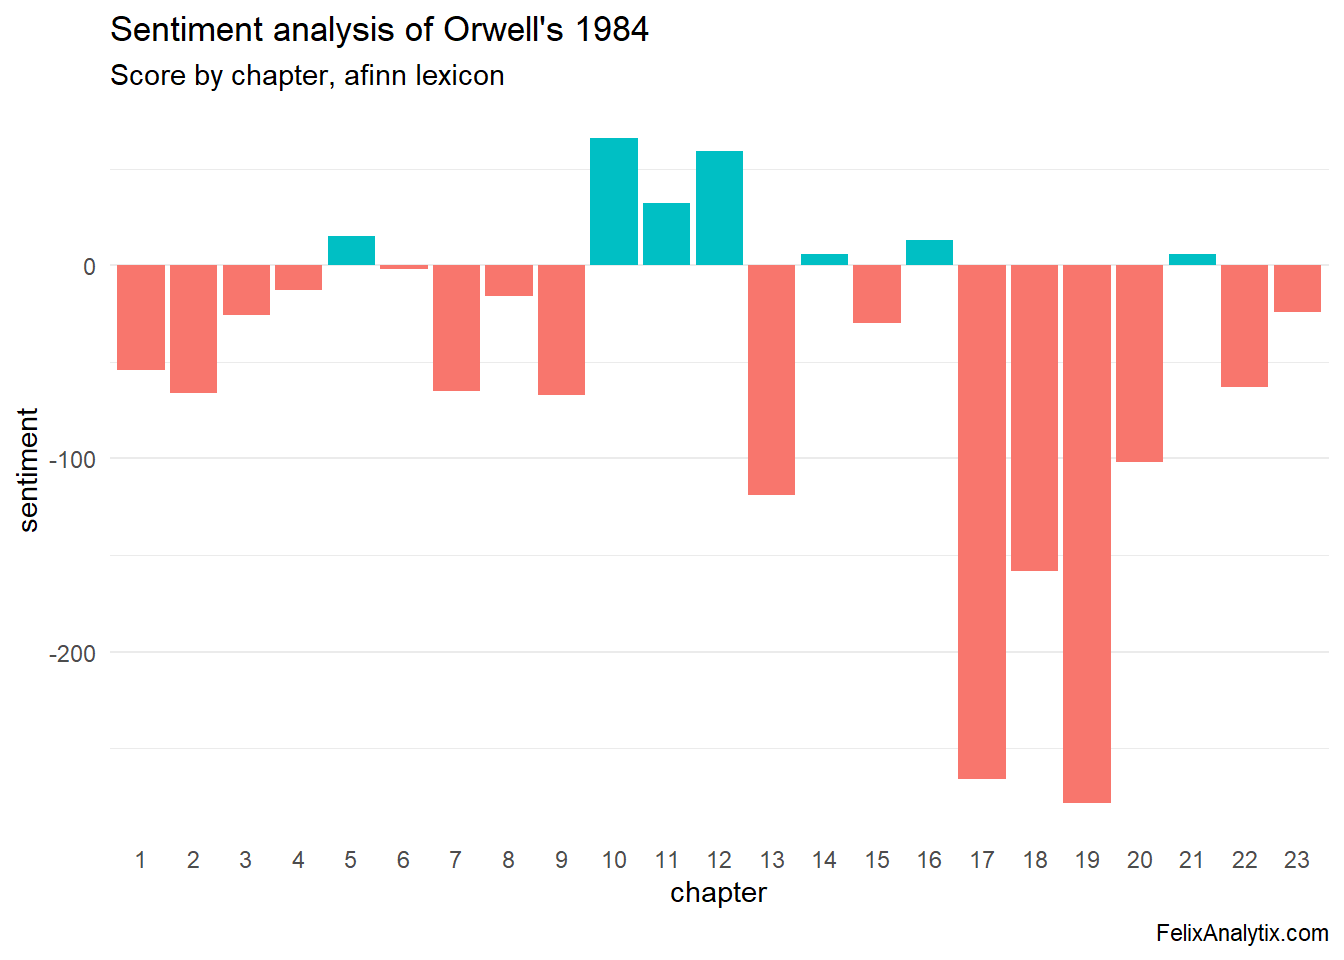 Sentiment analysis of Orwell's 1984
Score by chapter, afinn lexicon
0
-100
-200
sentiment
1 2 3 4 5 6 7 8 9 10 11 12 13 14 15 16 17 18 19 20 21 22 23
chapter
FelixAnalytix.com